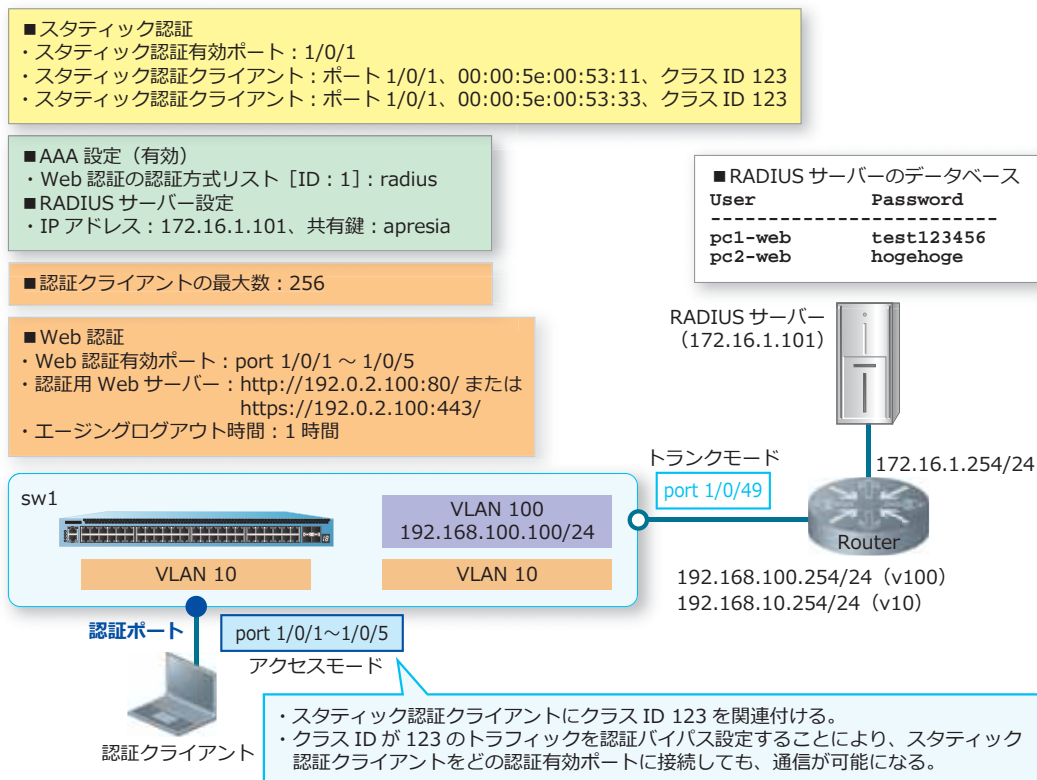 ■スタティック認証
・スタティック認証有効ポート：1/0/1
・スタティック認証クライアント：ポート 1/0/1、00:00:5e:00:53:11、クラス ID 123
・スタティック認証クライアント：ポート 1/0/1、00:00:5e:00:53:33、クラス ID 123
■AAA 設定（有効）
・Web 認証の認証方式リスト［ID：1］：radius
■RADIUS サーバー設定
・IP アドレス：172.16.1.101、共有鍵：apresia
■RADIUS サーバーのデータベース
User Password
-------------------------
pc1-web test123456
pc2-web hogehoge
■認証クライアントの最大数：256
■Web 認証
・Web 認証有効ポート：port 1/0/1 ～ 1/0/5
・認証用 Web サーバー：http://192.0.2.100:80/ または
https://192.0.2.100:443/
・エージングログアウト時間：1 時間
RADIUS サーバー
（172.16.1.101）
172.16.1.254/24
トランクモード
port 1/0/49
Router
192.168.100.254/24（v100）
192.168.10.254/24（v10）
sw1
VLAN 100
192.168.100.100/24
VLAN 10
VLAN 10
認証ポート
port 1/0/1～1/0/5
アクセスモード
認証クライアント
・スタティック認証クライアントにクラス ID 123 を関連付ける。
・クラス ID が 123 のトラフィックを認証バイパス設定することにより、スタティック
認証クライアントをどの認証有効ポートに接続しても、通信が可能になる。